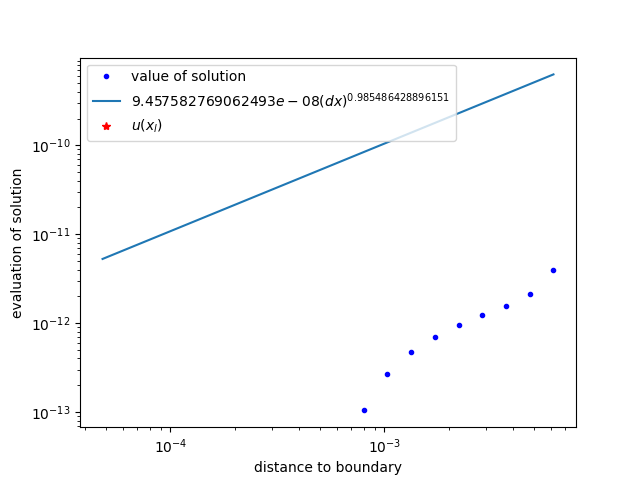 value of solution
9.457582769062493e − 08(dx)^0.985486428896151
u(x_l)
10^−10
10^−11
10^−12
10^−13
evaluation of solution
10^−4
10^−3
distance to boundary